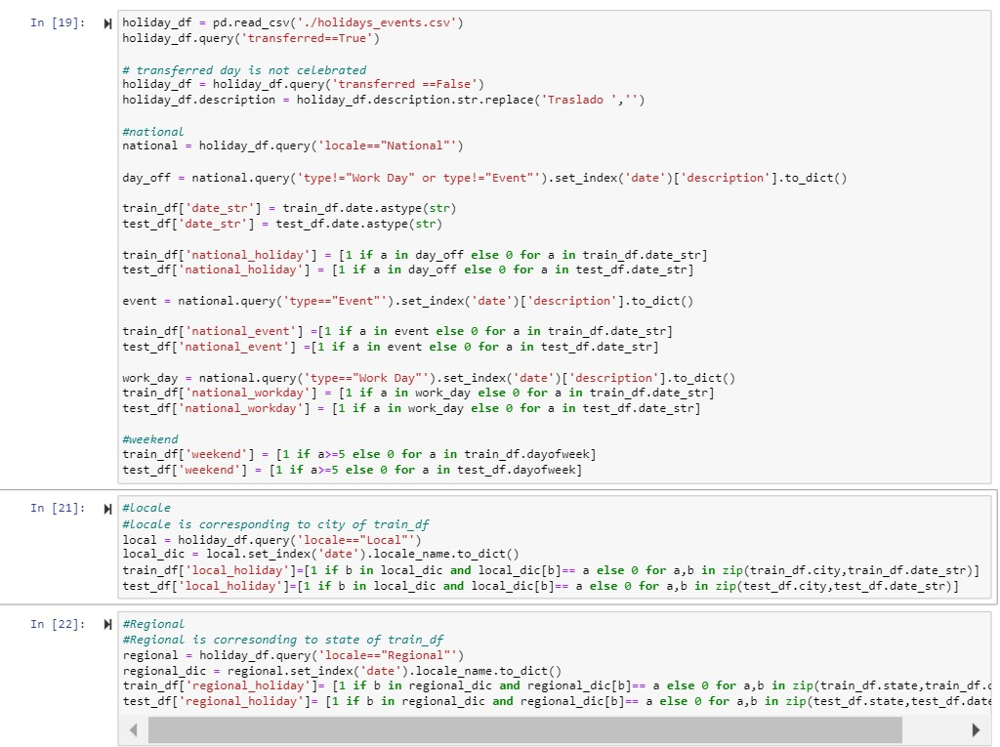 In [19]:
holiday_df = pd.read_csv('./holidays_events.csv')
holiday_df.query('transferred==True')
# transferred day is not celebrated
holiday_df = holiday_df.query('transferred ==False')
holiday_df.description = holiday_df.description.str.replace('Traslado ','')
#national
national = holiday_df.query('locale=="National"')
day_off = national.query('type!="Work Day" or type!="Event"').set_index('date')['description'].to_dict()
train_df['date_str'] = train_df.date.astype(str)
test_df['date_str'] = test_df.date.astype(str)
train_df['national_holiday'] = [1 if a in day_off else 0 for a in train_df.date_str]
test_df['national_holiday'] = [1 if a in day_off else 0 for a in test_df.date_str]
event = national.query('type=="Event"').set_index('date')['description'].to_dict()
train_df['national_event'] =[1 if a in event else 0 for a in train_df.date_str]
test_df['national_event'] =[1 if a in event else 0 for a in test_df.date_str]
work_day = national.query('type=="Work Day"').set_index('date')['description'].to_dict()
train_df['national_workday'] = [1 if a in work_day else 0 for a in train_df.date_str]
test_df['national_workday'] = [1 if a in work_day else 0 for a in test_df.date_str]
#weekend
train_df['weekend'] = [1 if a>=5 else 0 for a in train_df.dayofweek]
test_df['weekend'] = [1 if a>=5 else 0 for a in test_df.dayofweek]
In [21]:
#locale
#locale is corresponding to city of train_df
local = holiday_df.query('locale=="Local"')
local_dic = local.set_index('date').locale_name.to_dict()
train_df['local_holiday']=[1 if b in local_dic and local_dic[b]== a else 0 for a,b in zip(train_df.city,train_df.date_str)]
test_df['local_holiday']=[1 if b in local_dic and local_dic[b]== a else 0 for a,b in zip(test_df.city,test_df.date_str)]
In [22]:
#Regional
#Regional is corresonding to state of train_df
regional = holiday_df.query('locale=="Regional"')
regional_dic = regional.set_index('date').locale_name.to_dict()
train_df['regional_holiday']= [1 if b in regional_dic and regional_dic[b]== a else 0 for a,b in zip(train_df.state,train_df.
test_df['regional_holiday']= [1 if b in regional_dic and regional_dic[b]== a else 0 for a,b in zip(test_df.state,test_df.date